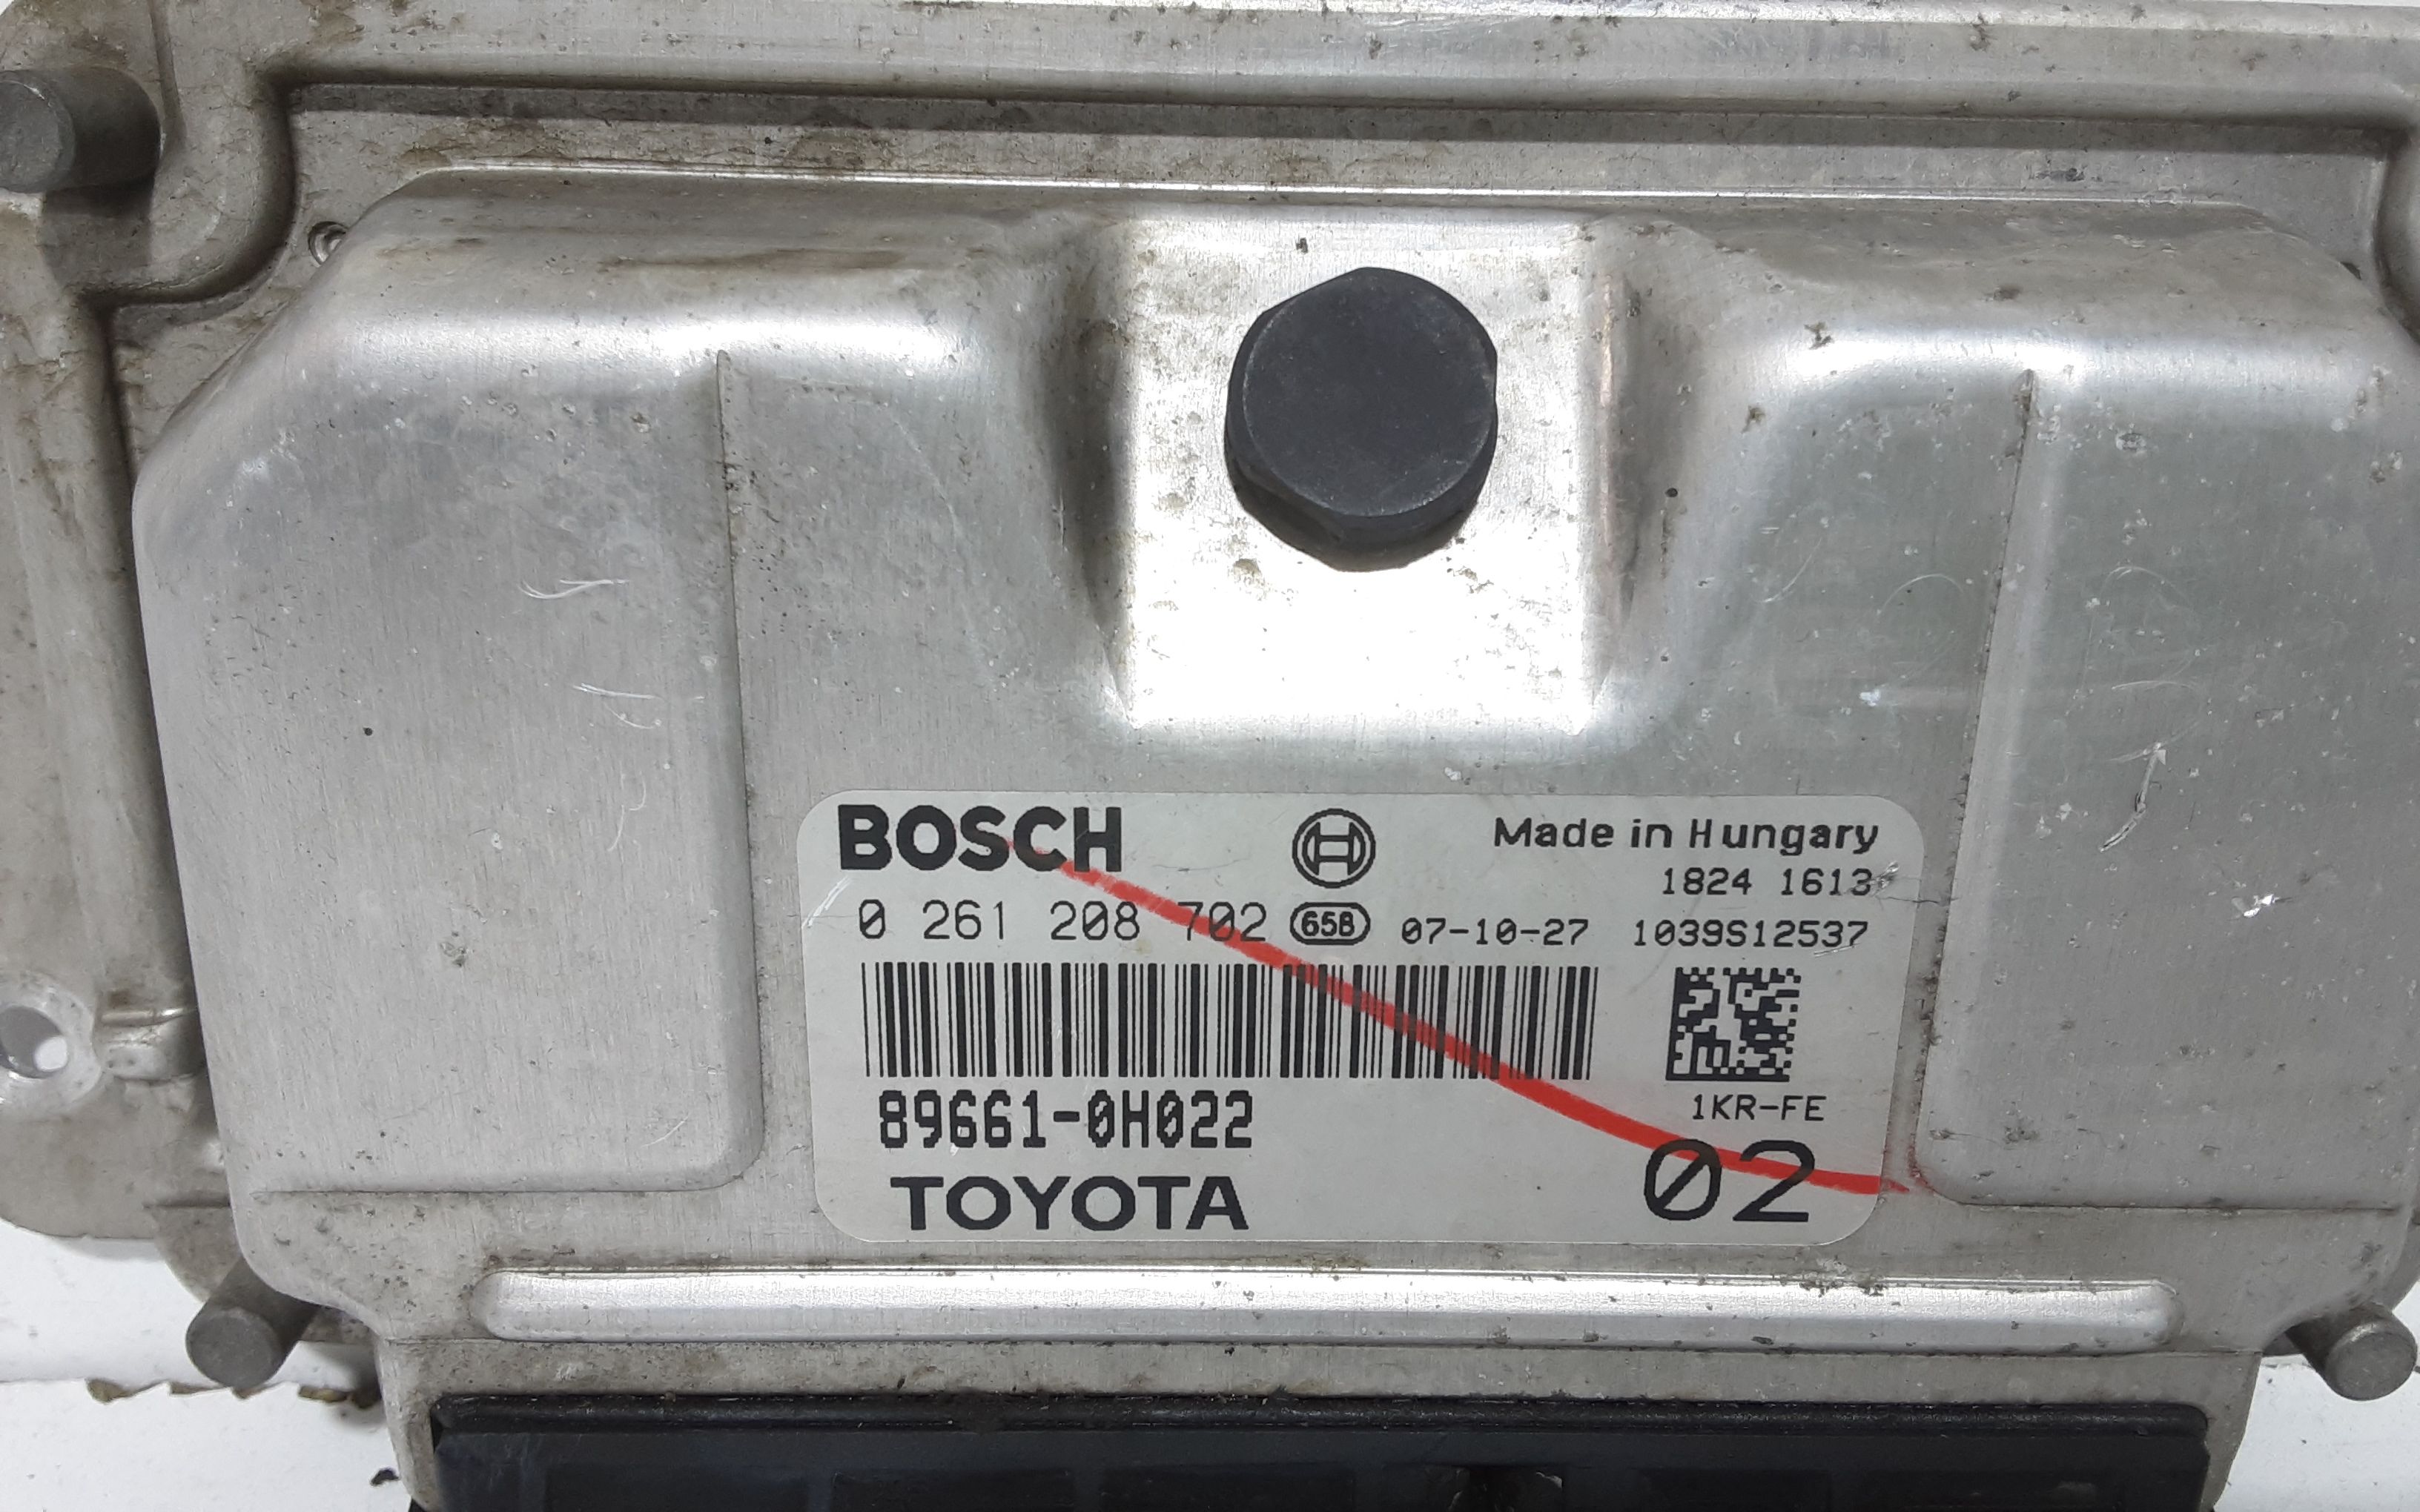 BOSCH
Made in Hungary
1824 1613
0 261 208 702 65B 07-10-27 1039S12537
89661-0H022
1KR-FE
TOYOTA
02